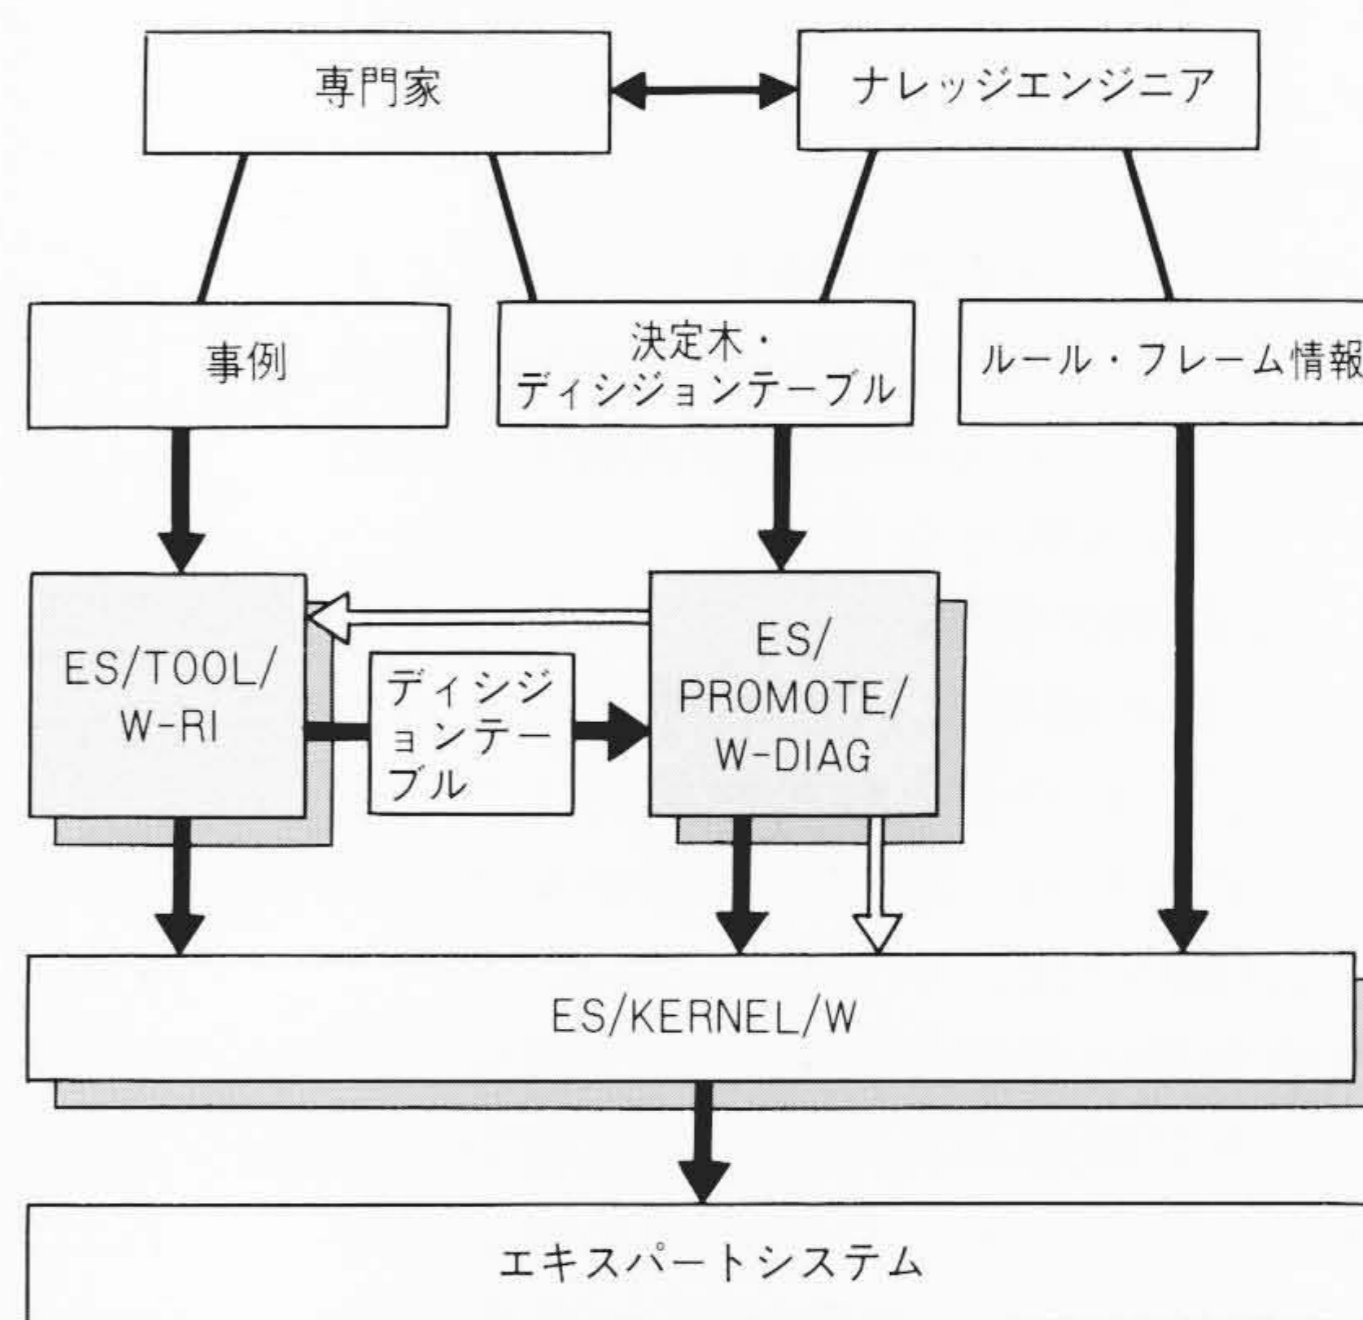 専門家
ナレッジエンジニア
事例
決定木・
ディシジョンテーブル
ルール・フレーム情報
ES/TOOL/
W-RI
ディシジ
ョンテー
ブル
ES/
PROMOTE/
W-DIAG
ES/KERNEL/W
エキスパートシステム